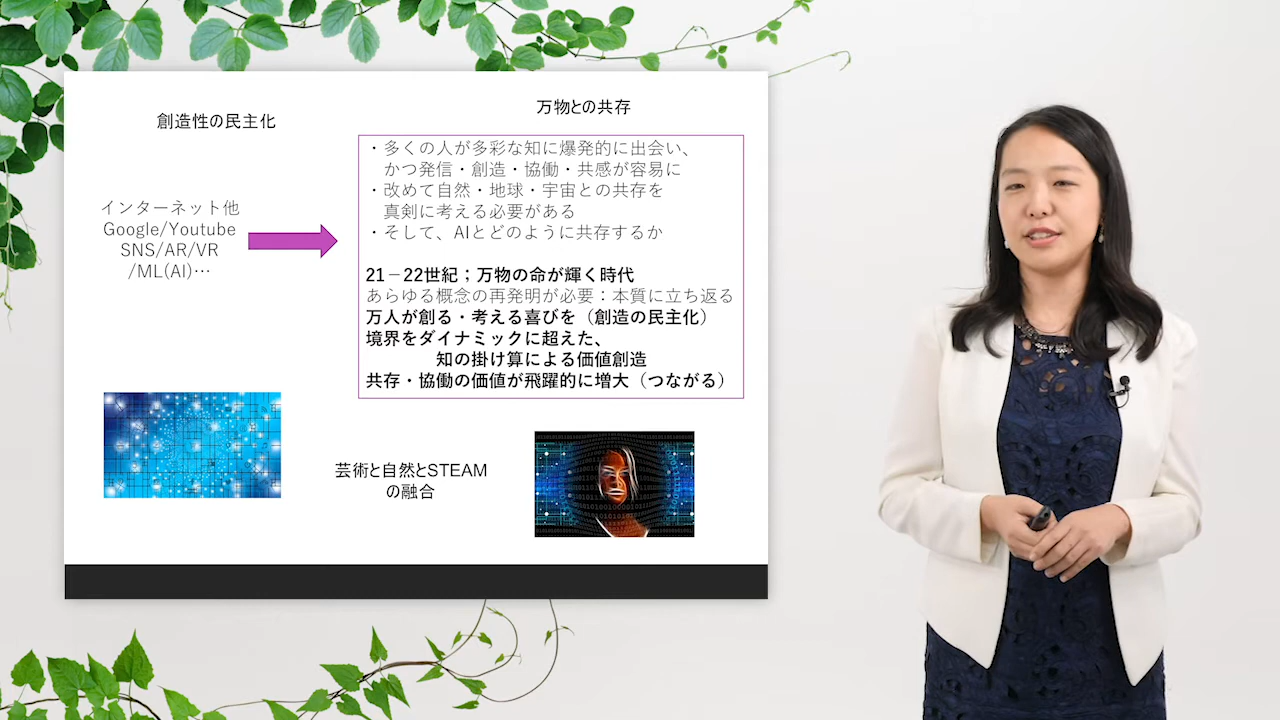 創造性の民主化
インターネット他
Google/Youtube
SNS/AR/VR
/ML(AI)…
万物との共存
・多くの人が多彩な知に爆発的に出会い、
かつ発信・創造・協働・共感が容易に
・改めて自然・地球・宇宙との共存を
真剣に考える必要がある
・そして、AIとどのように共存するか
21－22世紀；万物の命が輝く時代
あらゆる概念の再発明が必要：本質に立ち返る
万人が創る・考える喜びを（創造の民主化）
境界をダイナミックに超えた、
知の掛け算による価値創造
共存・協働の価値が飛躍的に増大（つながる）
芸術と自然とSTEAM
の融合